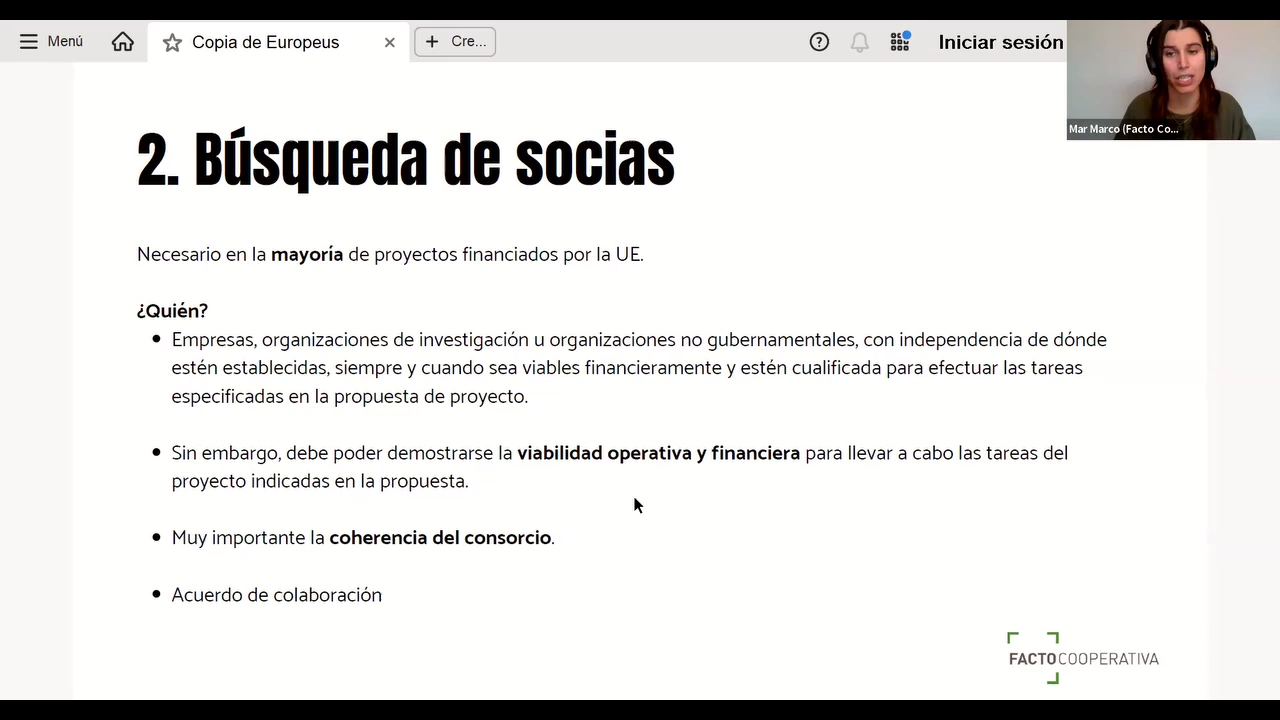 Menú
Copia de Europeus
Cre...
Iniciar sesión
Mar Marco (Facto Co...
2. Búsqueda de socias
Necesario en la mayoría de proyectos financiados por la UE.
¿Quién?
Empresas, organizaciones de investigación u organizaciones no gubernamentales, con independencia de dónde
estén establecidas, siempre y cuando sea viables financieramente y estén cualificada para efectuar las tareas
especificadas en la propuesta de proyecto.
Sin embargo, debe poder demostrarse la viabilidad operativa y financiera para llevar a cabo las tareas del
proyecto indicadas en la propuesta.
Muy importante la coherencia del consorcio.
Acuerdo de colaboración
FACTOCOOPERATIVA